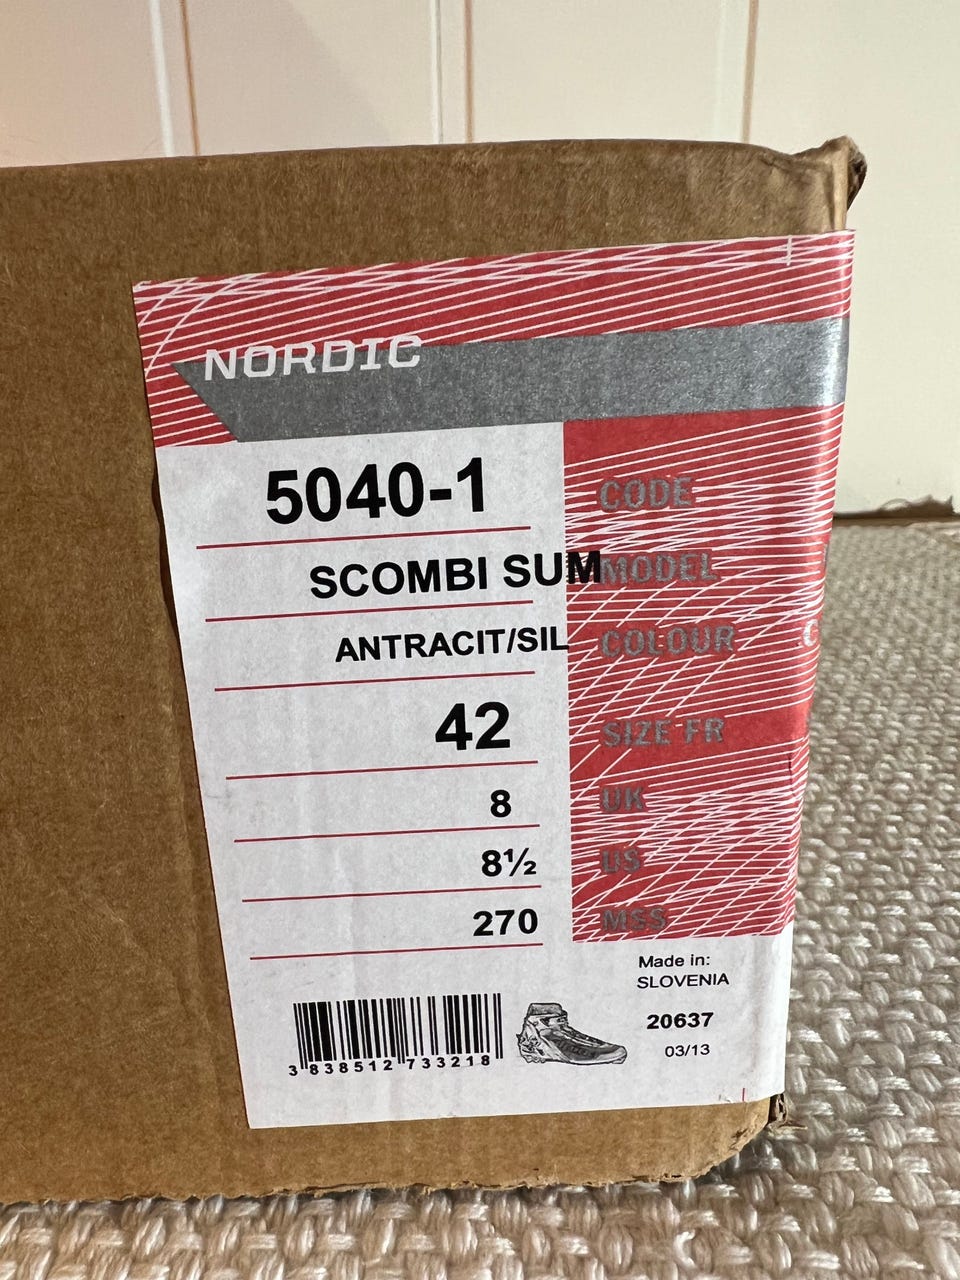 NORDIC
5040-1 CODE
SCOMBI SUM MODEL
ANTRACIT/SIL COLOUR
42 SIZE FR
8 UK
8½ US
270 MSS
Made in:
SLOVENIA
20637
03/13
3 838512 733218